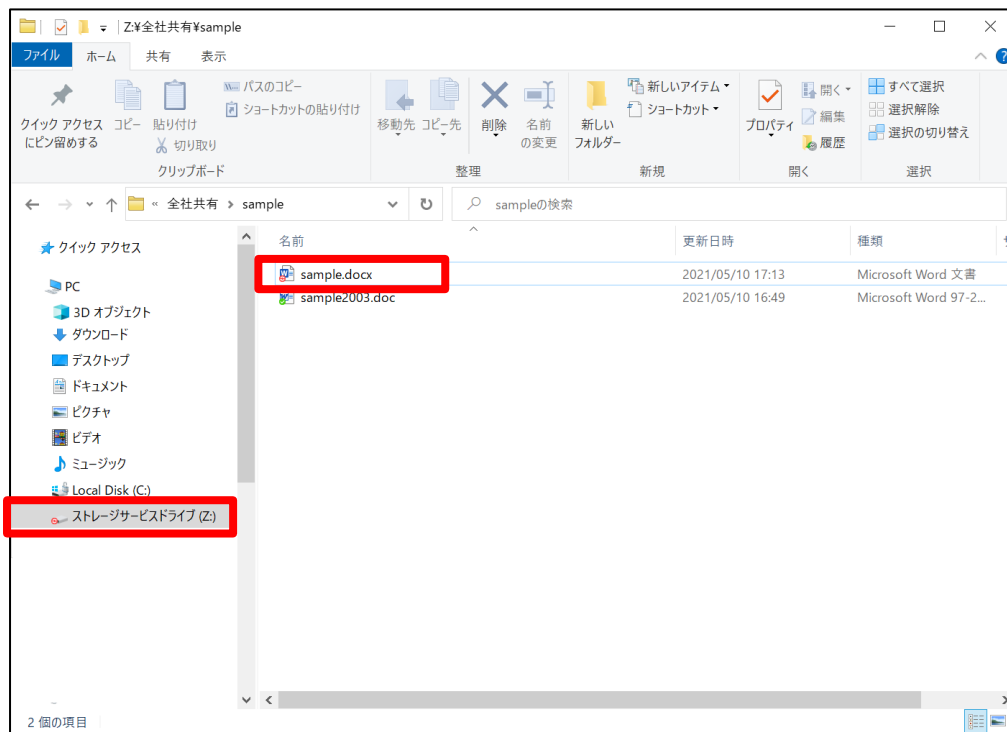 Z:¥全社共有¥sample
ファイル ホーム 共有 表示
クイック アクセス
にピン留めする
コピー
貼り付け
パスのコピー
ショートカットの貼り付け
切り取り
クリップボード
移動先
コピー先
削除
名前
の変更
整理
新しい
フォルダー
新しいアイテム
ショートカット
新規
プロパティ
開く
編集
履歴
開く
すべて選択
選択解除
選択の切り替え
選択
« 全社共有 › sample
sampleの検索
クイック アクセス
PC
3D オブジェクト
ダウンロード
デスクトップ
ドキュメント
ピクチャ
ビデオ
ミュージック
Local Disk (C:)
ストレージサービスドライブ (Z:)
名前 更新日時 種類
sample.docx 2021/05/10 17:13 Microsoft Word 文書
sample2003.doc 2021/05/10 16:49 Microsoft Word 97-2...
2 個の項目